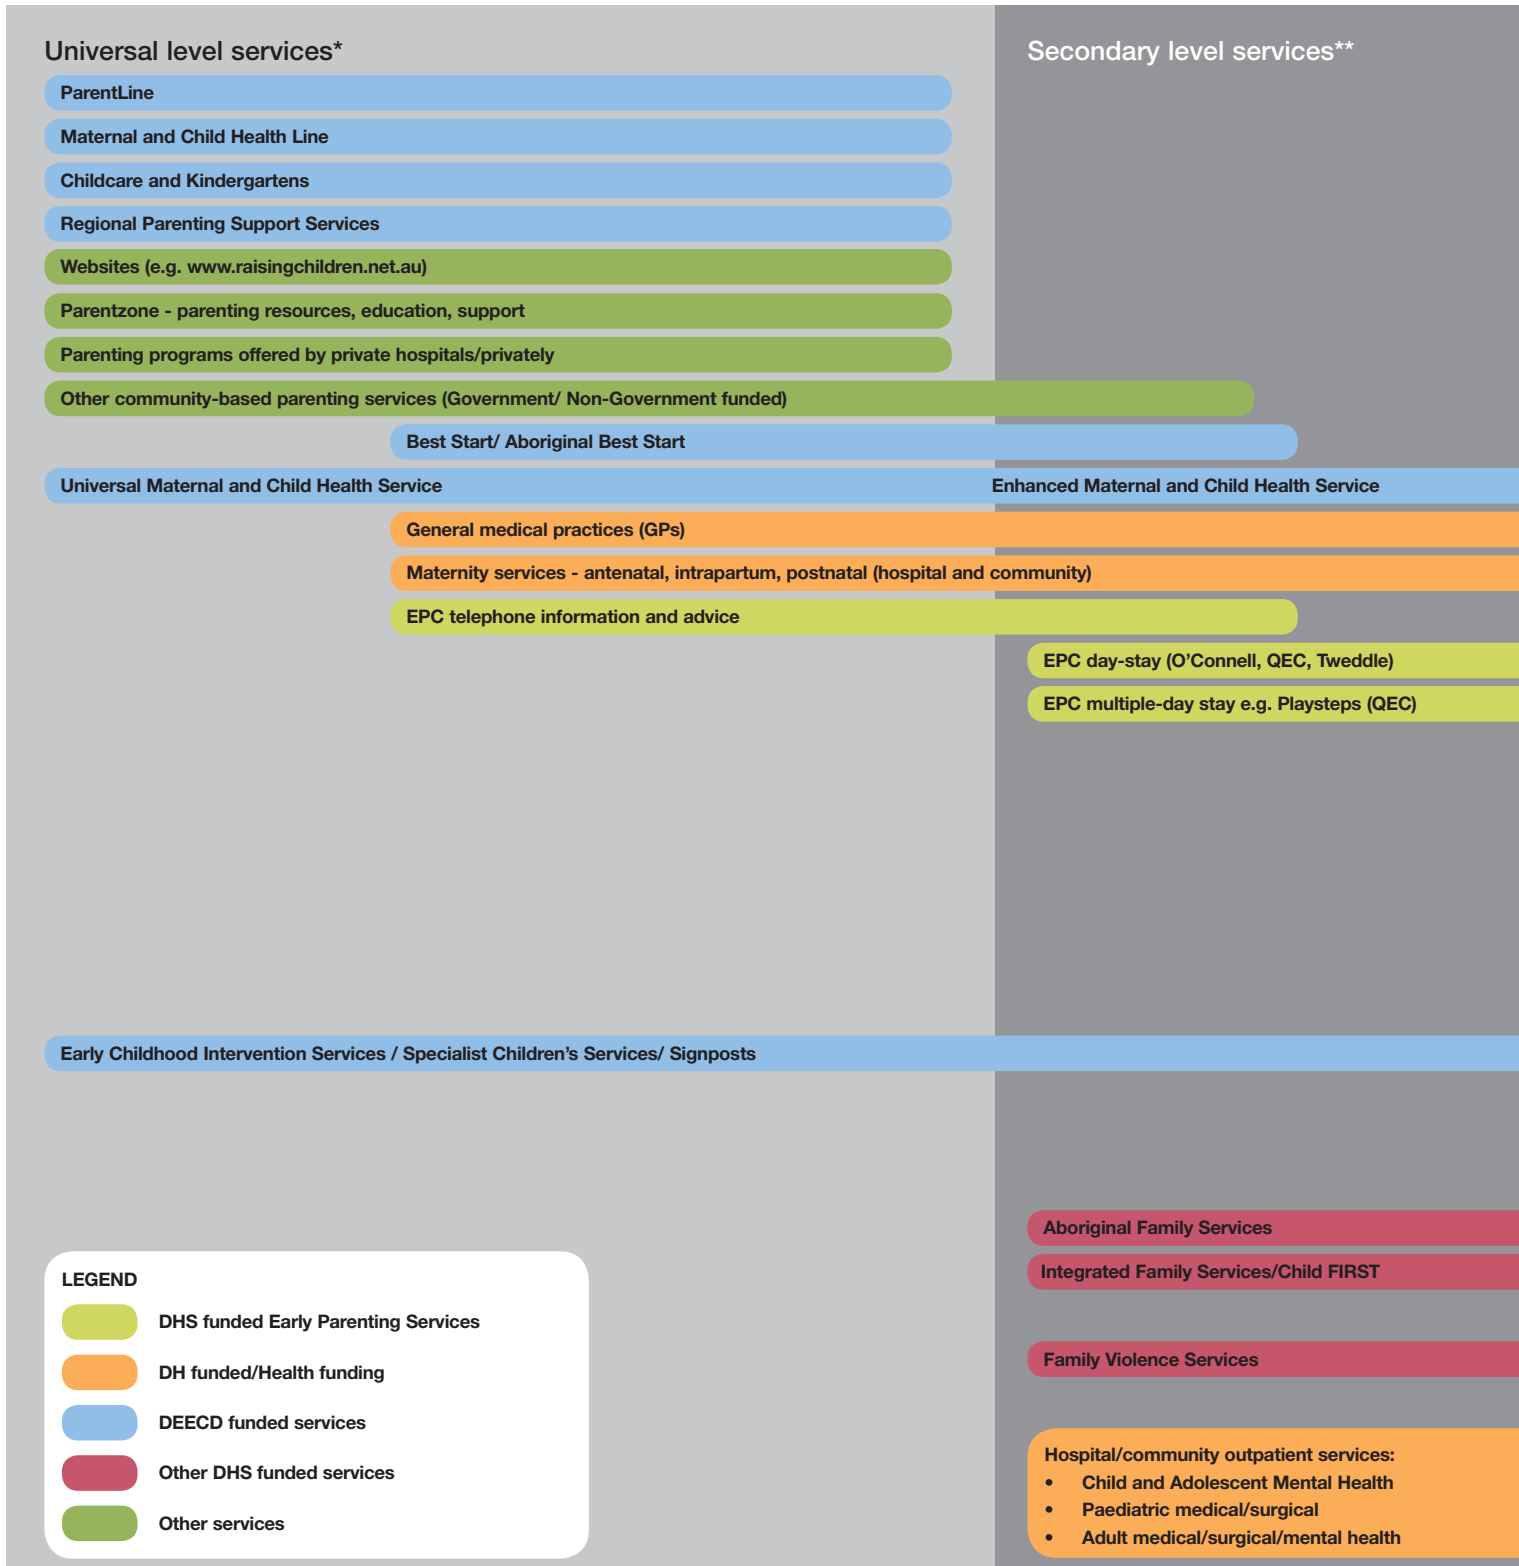 Universal level services*
Secondary level services**
ParentLine
Maternal and Child Health Line
Childcare and Kindergartens
Regional Parenting Support Services
Websites (e.g. www.raisingchildren.net.au)
Parentzone - parenting resources, education, support
Parenting programs offered by private hospitals/privately
Other community-based parenting services (Government/ Non-Government funded)
Best Start/ Aboriginal Best Start
Universal Maternal and Child Health Service
Enhanced Maternal and Child Health Service
General medical practices (GPs)
Maternity services - antenatal, intrapartum, postnatal (hospital and community)
EPC telephone information and advice
EPC day-stay (O’Connell, QEC, Tweddle)
EPC multiple-day stay e.g. Playsteps (QEC)
Early Childhood Intervention Services / Specialist Children’s Services/ Signposts
Aboriginal Family Services
Integrated Family Services/Child FIRST
Family Violence Services
Hospital/community outpatient services:
• Child and Adolescent Mental Health
• Paediatric medical/surgical
• Adult medical/surgical/mental health
LEGEND
DHS funded Early Parenting Services
DH funded/Health funding
DEECD funded services
Other DHS funded services
Other services